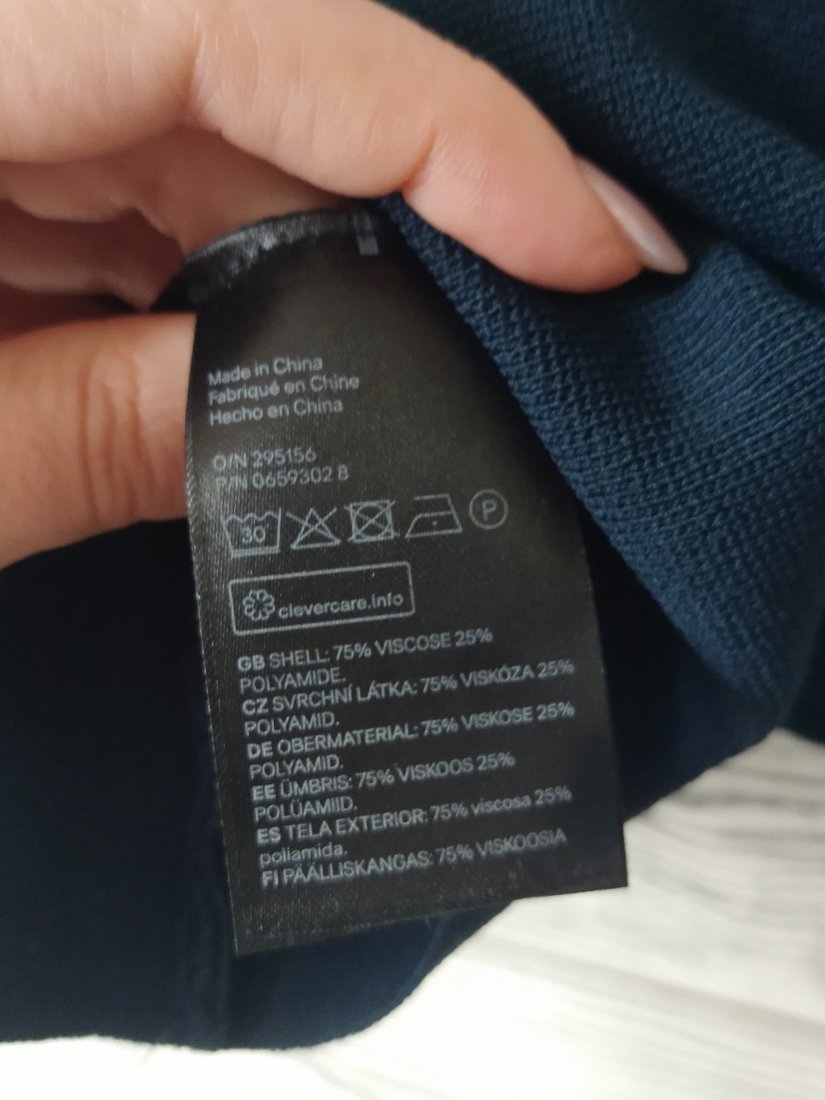 Made in China
Fabriqué en Chine
Hecho en China
O/N 295156
P/N 0659302 8
30
P
clevercare.info
GB SHELL: 75% VISCOSE 25%
POLYAMIDE.
CZ SVRCHNÍ LÁTKA: 75% VISKÓZA 25%
POLYAMID.
DE OBERMATERIAL: 75% VISKOSE 25%
POLYAMID.
EE ÜMBRIS: 75% VISKOOS 25%
POLÜAMIID.
ES TELA EXTERIOR: 75% viscosa 25%
poliamida.
FI PÄÄLLISKANGAS: 75% VISKOOSIA